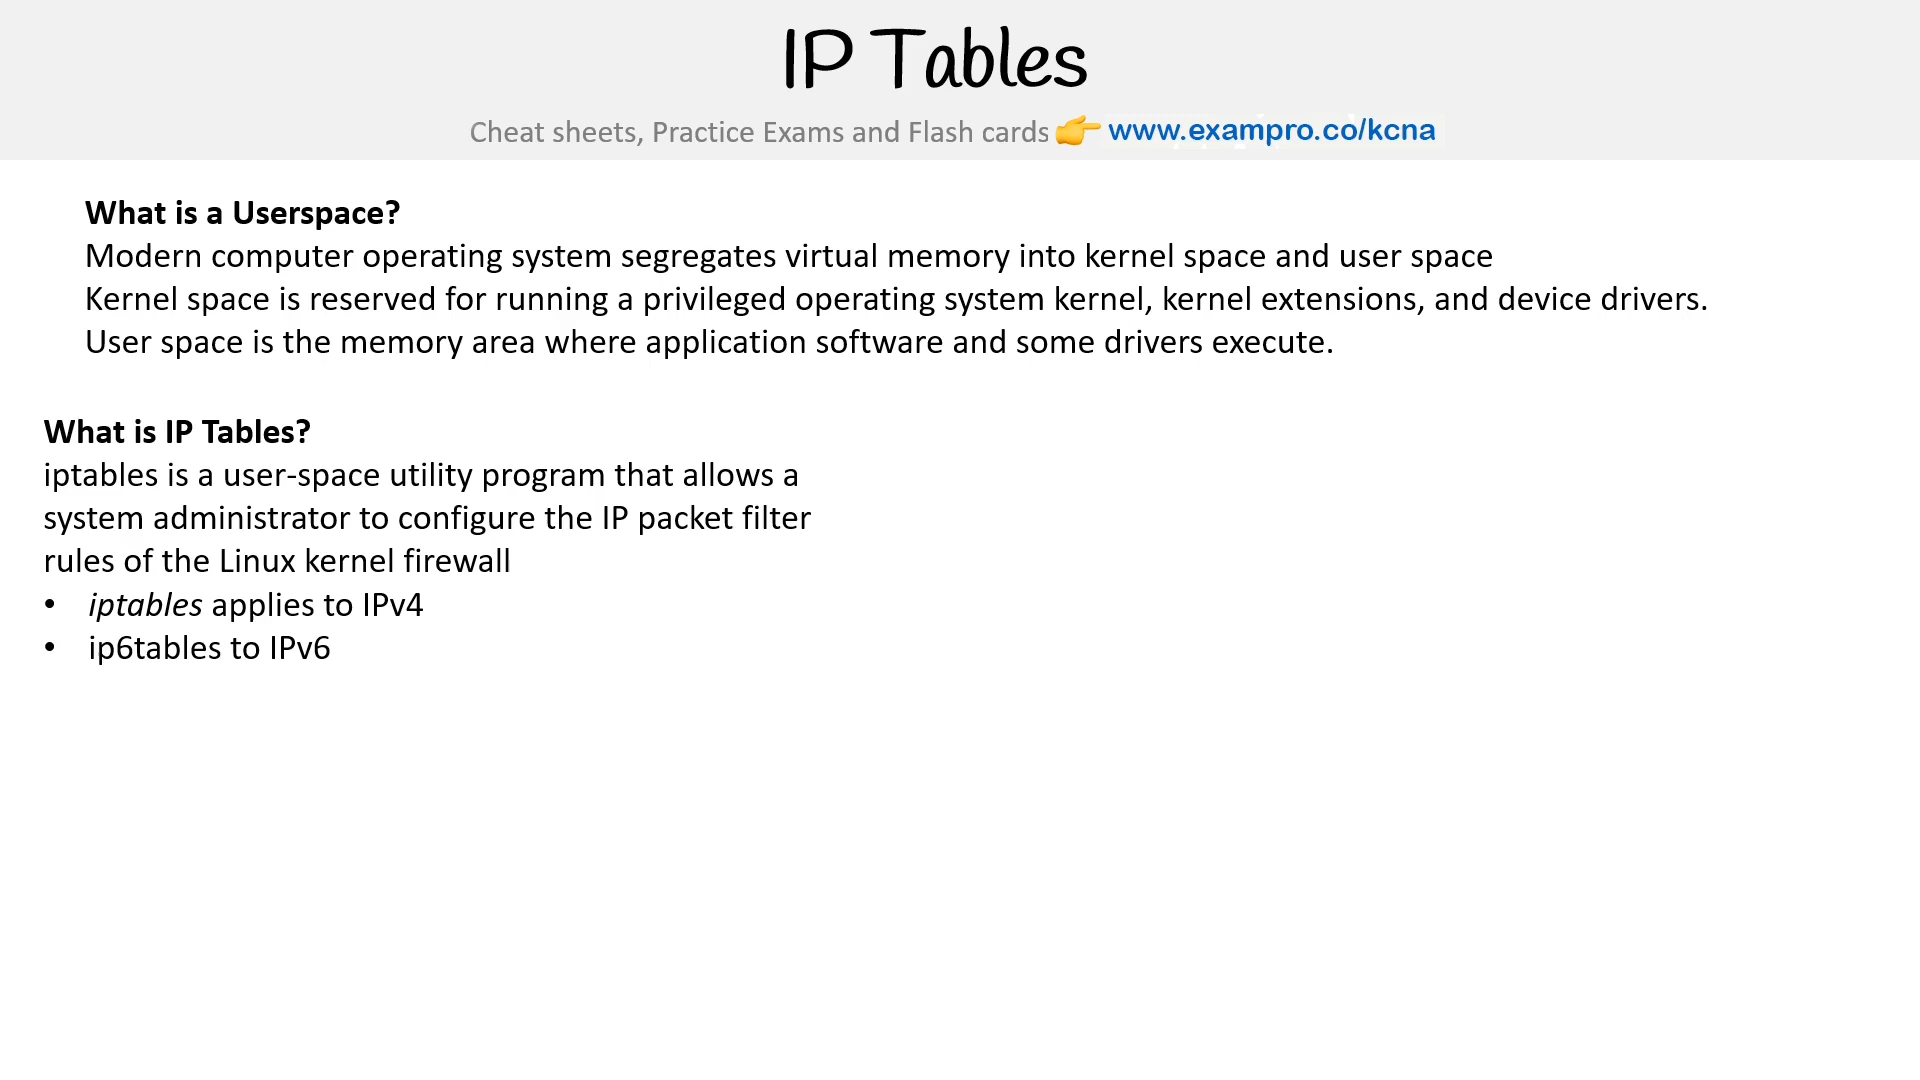 IP Tables
Cheat sheets, Practice Exams and Flash cards 👉 www.exampro.co/kcna
What is a Userspace?
Modern computer operating system segregates virtual memory into kernel space and user space
Kernel space is reserved for running a privileged operating system kernel, kernel extensions, and device drivers.
User space is the memory area where application software and some drivers execute.
What is IP Tables?
iptables is a user-space utility program that allows a
system administrator to configure the IP packet filter
rules of the Linux kernel firewall
• iptables applies to IPv4
• ip6tables to IPv6